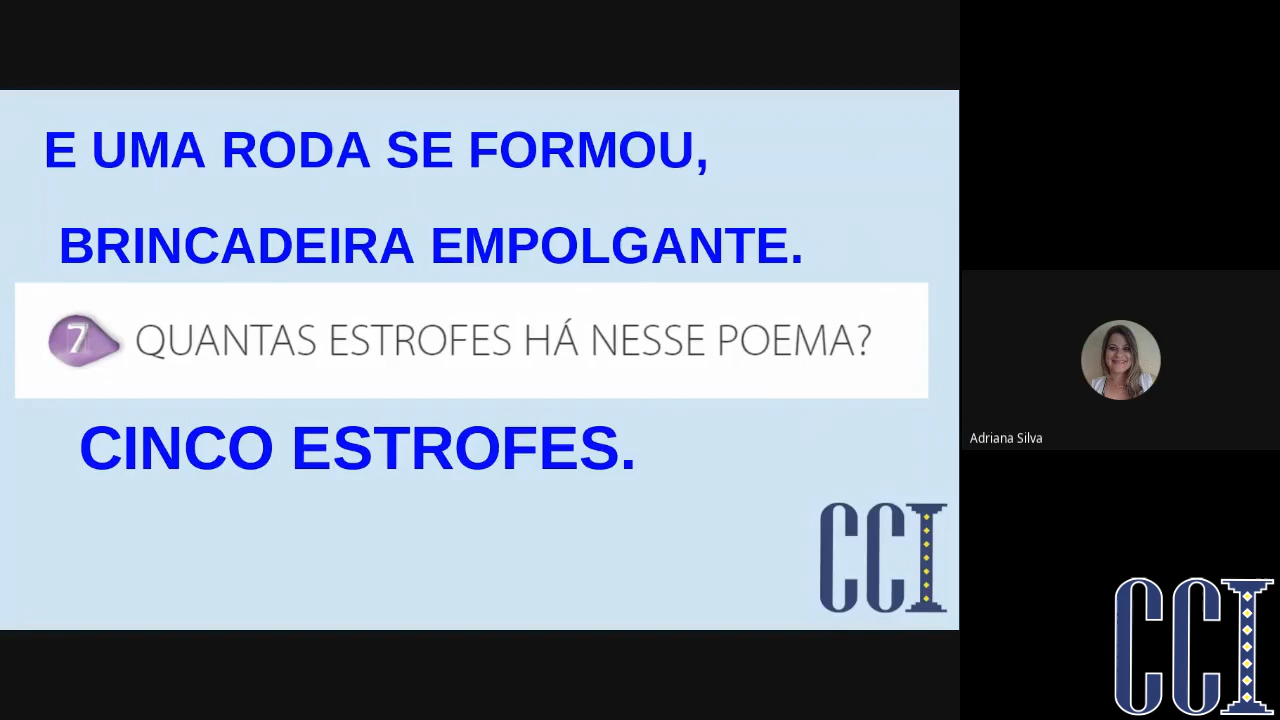 E UMA RODA SE FORMOU,
BRINCADEIRA EMPOLGANTE.
7 QUANTAS ESTROFES HÁ NESSE POEMA?
CINCO ESTROFES.
CCI
Adriana Silva
CCI